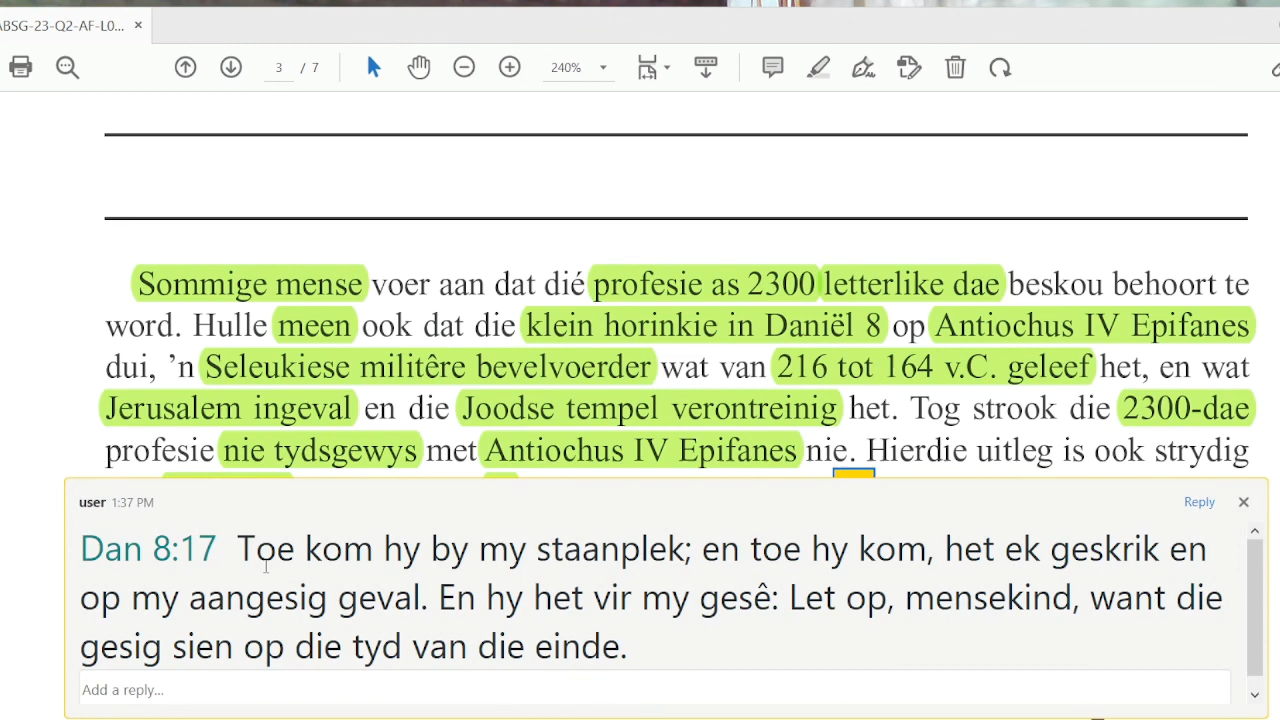 ABSG-23-Q2-AF-L0...
3 / 7
240%
Sommige mense voer aan dat dié profesie as 2300 letterlike dae beskou behoort te
word. Hulle meen ook dat die klein horinkie in Daniël 8 op Antiochus IV Epifanes
dui, ’n Seleukiese militêre bevelvoerder wat van 216 tot 164 v.C. geleef het, en wat
Jerusalem ingeval en die Joodse tempel verontreinig het. Tog strook die 2300-dae
profesie nie tydsgewys met Antiochus IV Epifanes nie. Hierdie uitleg is ook strydig
user 1:37 PM Reply
Dan 8:17 Toe kom hy by my staanplek; en toe hy kom, het ek geskrik en
op my aangesig geval. En hy het vir my gesê: Let op, mensekind, want die
gesig sien op die tyd van die einde.
Add a reply...